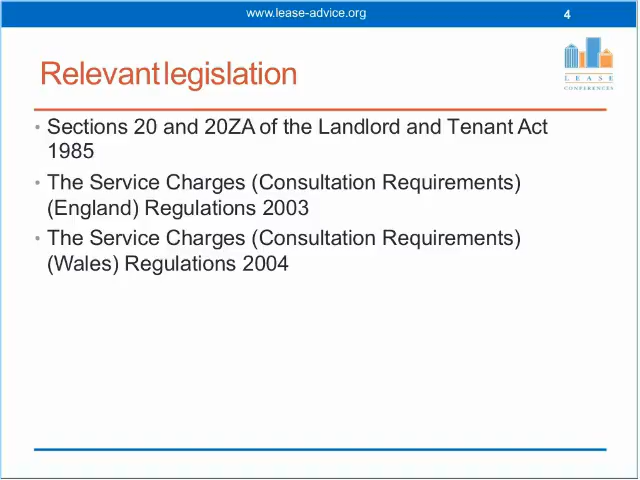 www.lease-advice.org
4
Relevant legislation
LEASE
CONFERENCES
• Sections 20 and 20ZA of the Landlord and Tenant Act
1985
• The Service Charges (Consultation Requirements)
(England) Regulations 2003
• The Service Charges (Consultation Requirements)
(Wales) Regulations 2004